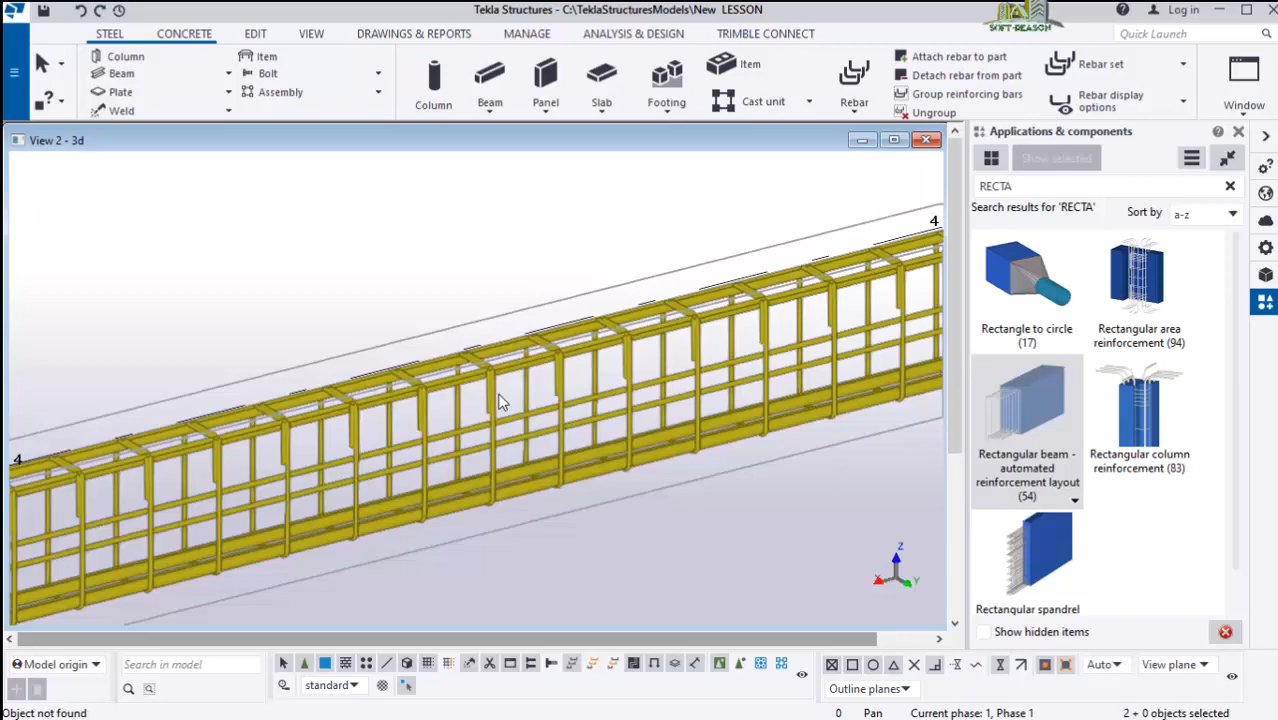 Tekla Structures - C:\TeklaStructuresModels\New LESSON
SOFT-REASON
Log in
STEEL CONCRETE EDIT VIEW DRAWINGS & REPORTS MANAGE ANALYSIS & DESIGN TRIMBLE CONNECT
Quick Launch
Column
Beam
Plate
Weld
Item
Bolt
Assembly
Column
Beam
Panel
Slab
Footing
Item
Cast unit
Rebar
Attach rebar to part
Detach rebar from part
Group reinforcing bars
Ungroup
Rebar set
Rebar display
options
Window
View 2 - 3d
4
4
Z
X
Y
Applications & components
Show selected
RECTA
Search results for 'RECTA'
Sort by
a-z
Rectangle to circle
(17)
Rectangular area
reinforcement (94)
Rectangular beam -
automated
reinforcement layout
(54)
Rectangular column
reinforcement (83)
Rectangular spandrel
Show hidden items
Model origin
Search in model
standard
Auto
View plane
Outline planes
Object not found
0
Pan
Current phase: 1, Phase 1
2 + 0 objects selected